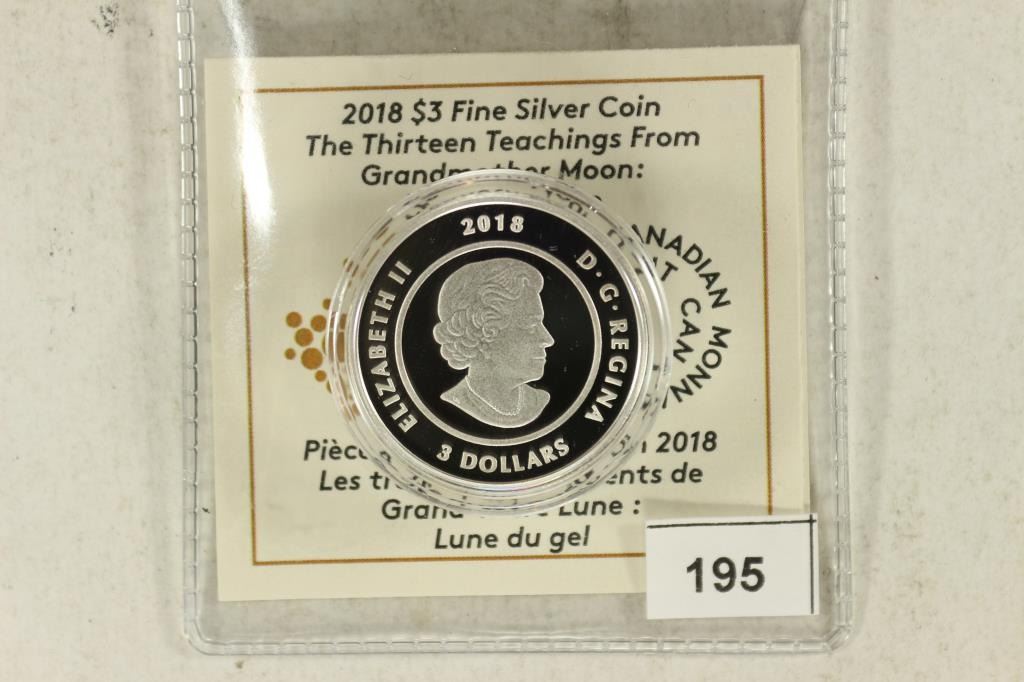 2018 $3 Fine Silver Coin
The Thirteen Teachings From
Moon:
CANADIAN MONN
CAN
2018
ELIZABETH II
D·G·REGINA
3 DOLLARS
2018
Les
de
Lune :
Lune du gel
195